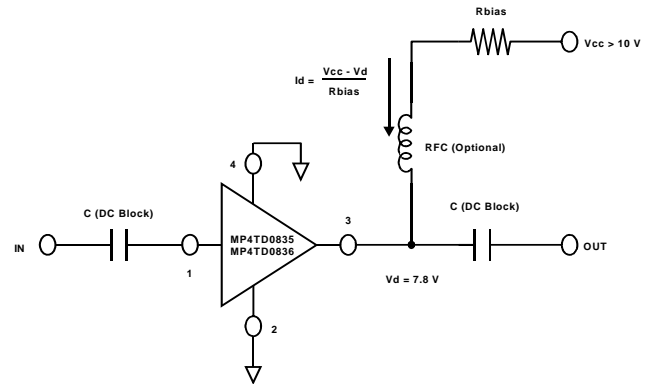 Rbias
Vcc > 10 V
Id = Vcc - Vd
Rbias
RFC (Optional)
4
C (DC Block)
3
C (DC Block)
IN
MP4TD0835
MP4TD0836
OUT
1
Vd = 7.8 V
2